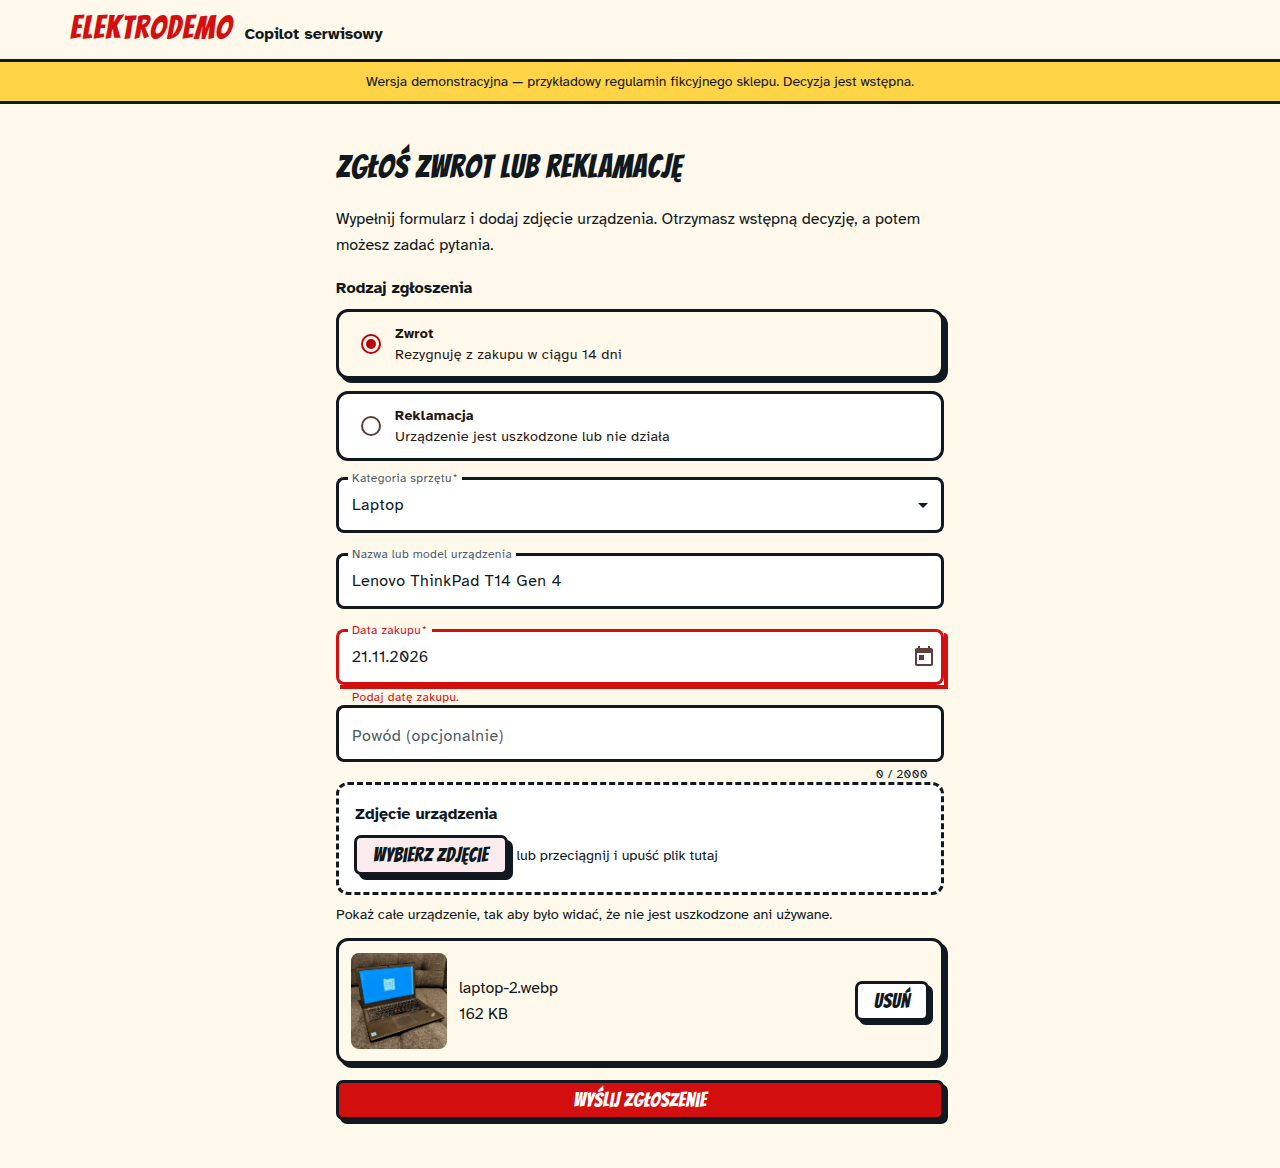 ELEKTRODEMO Copilot serwisowy
Wersja demonstracyjna — przykładowy regulamin fikcyjnego sklepu. Decyzja jest wstępna.
ZGŁOŚ ZWROT LUB REKLAMACJĘ
Wypełnij formularz i dodaj zdjęcie urządzenia. Otrzymasz wstępną decyzję, a potem
możesz zadać pytania.
Rodzaj zgłoszenia
Zwrot
Rezygnuję z zakupu w ciągu 14 dni
Reklamacja
Urządzenie jest uszkodzone lub nie działa
Kategoria sprzętu*
Laptop
Nazwa lub model urządzenia
Lenovo ThinkPad T14 Gen 4
Data zakupu*
21.11.2026
Podaj datę zakupu.
Powód (opcjonalnie)
0 / 2000
Zdjęcie urządzenia
WYBIERZ ZDJĘCIE lub przeciągnij i upuść plik tutaj
Pokaż całe urządzenie, tak aby było widać, że nie jest uszkodzone ani używane.
laptop-2.webp
162 KB
USUŃ
WYŚLIJ ZGŁOSZENIE